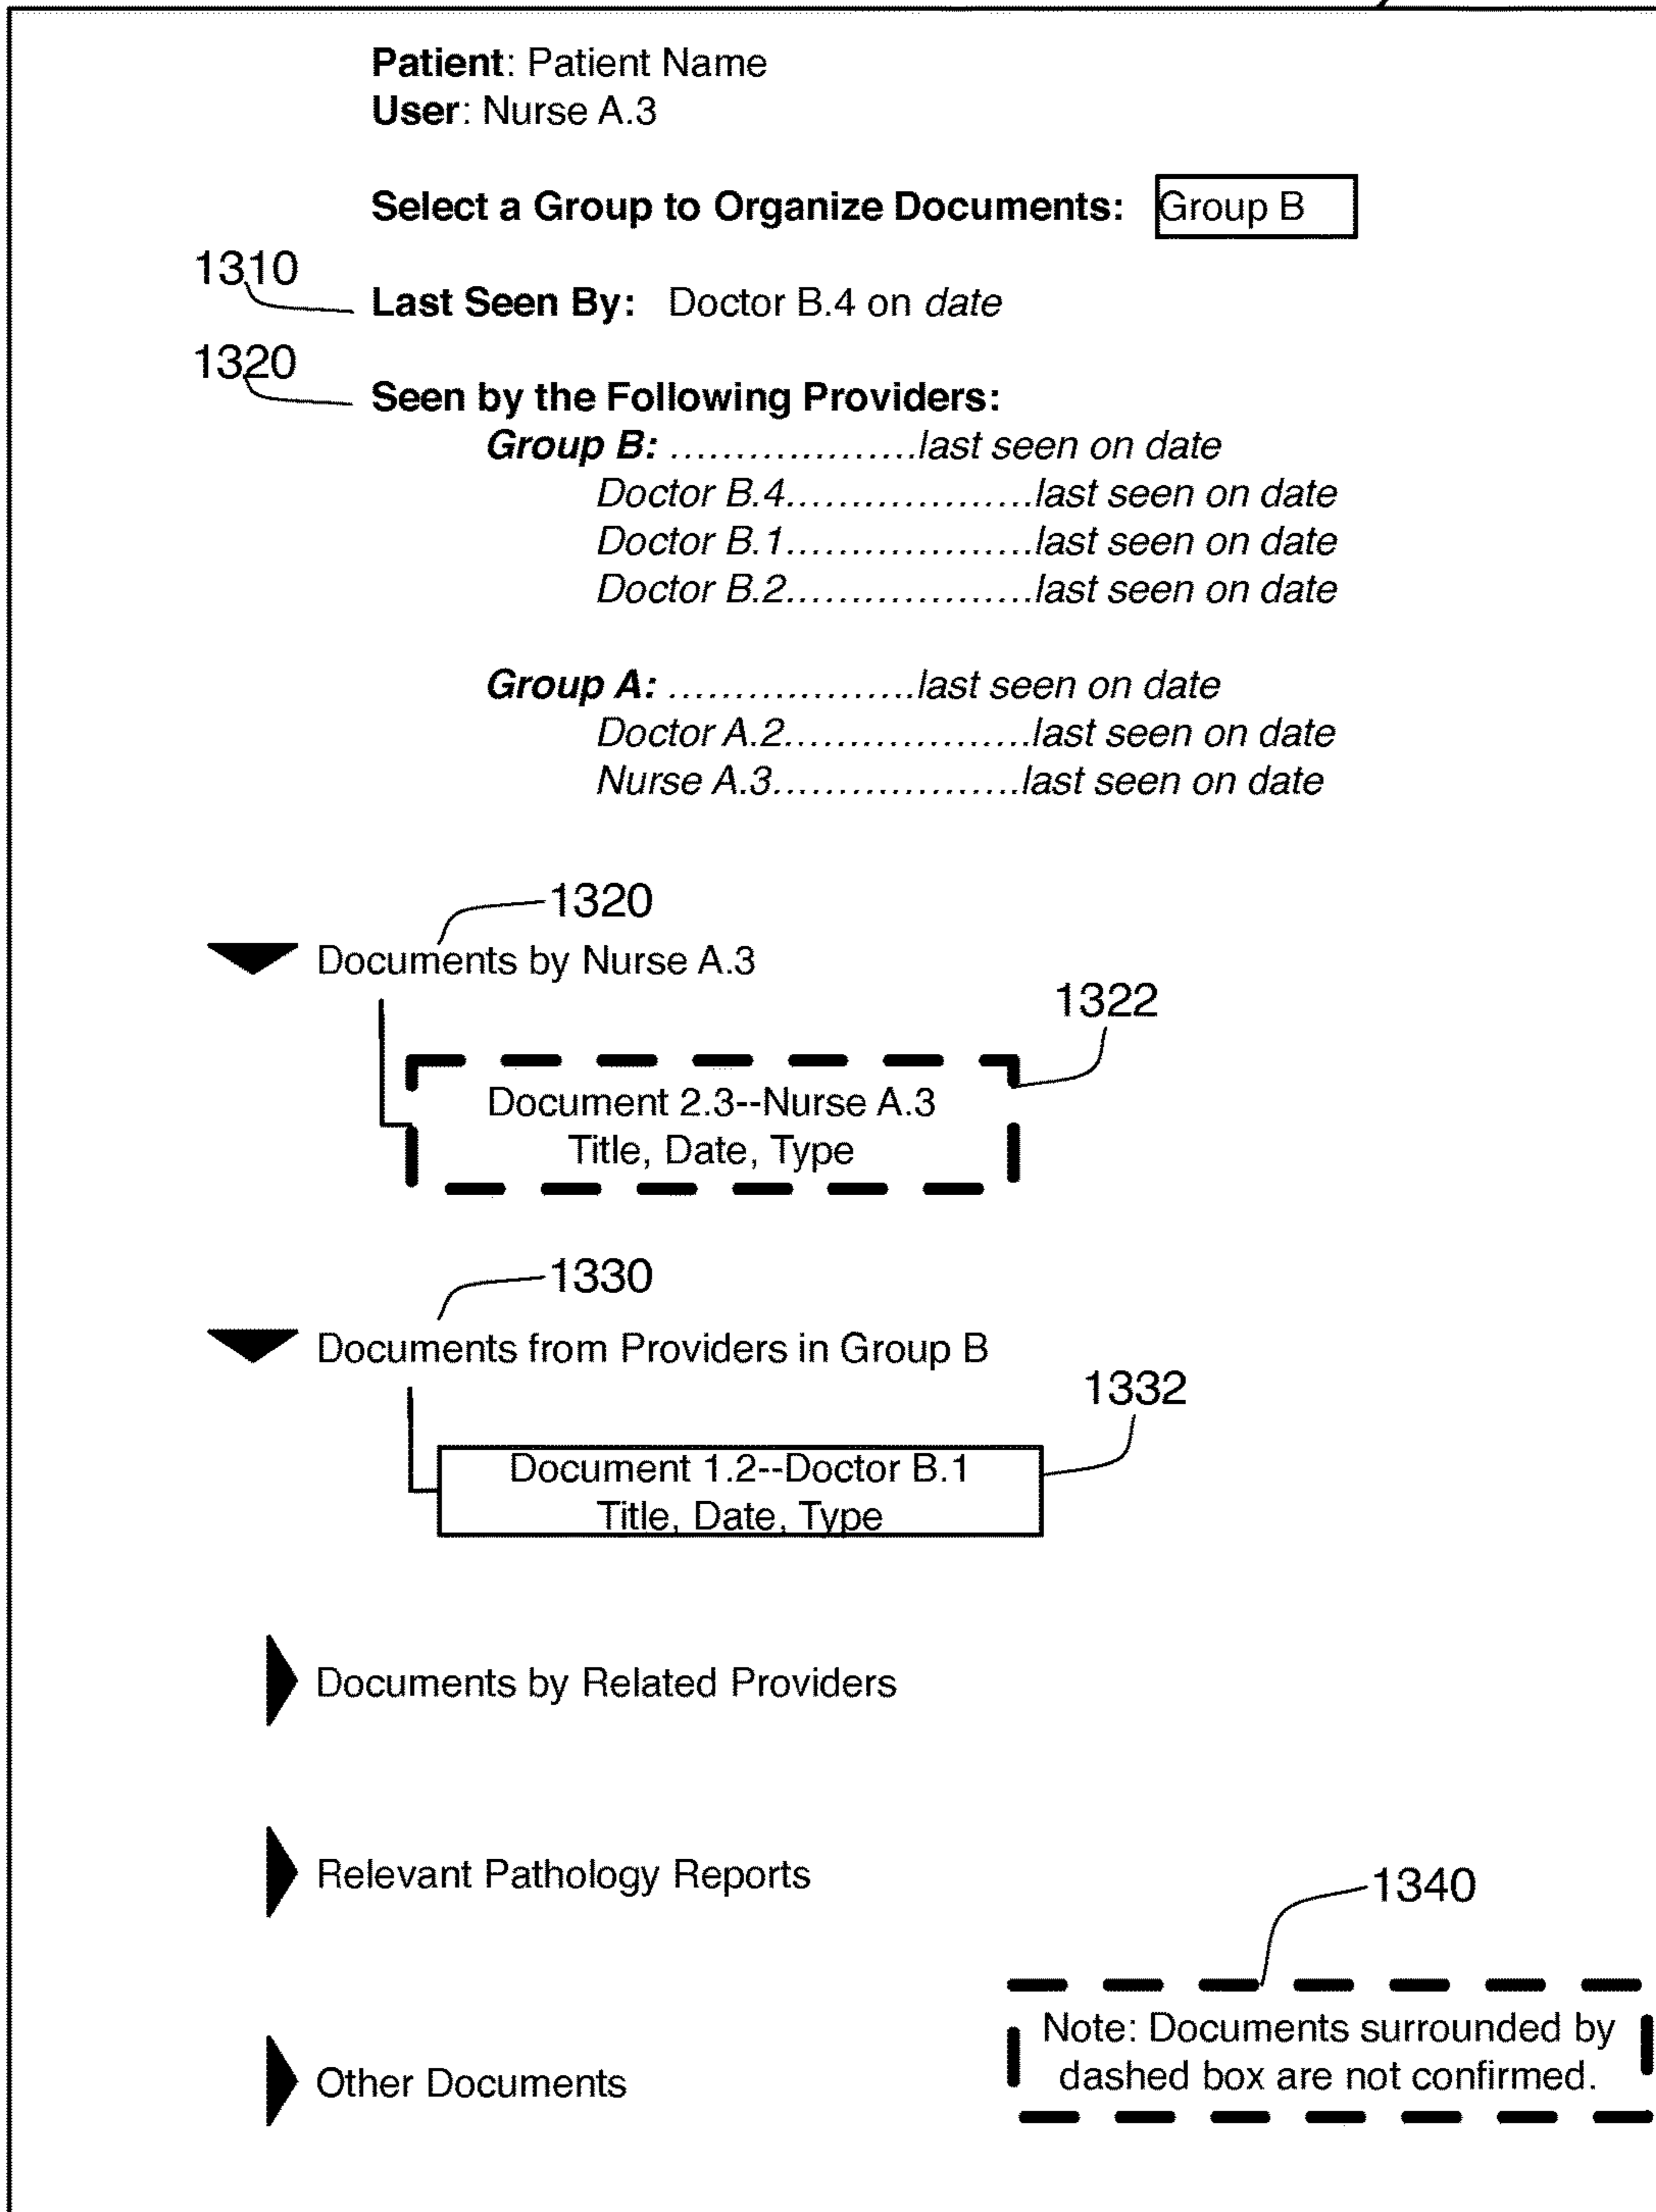 Patient: Patient Name
User: Nurse A.3
Select a Group to Organize Documents: Group B
1310
Last Seen By: Doctor B.4 on date
1320
Seen by the Following Providers:
Group B: ...................last seen on date
Doctor B.4...................last seen on date
Doctor B.1...................last seen on date
Doctor B.2...................last seen on date
Group A: ...................last seen on date
Doctor A.2...................last seen on date
Nurse A.3...................last seen on date
1320
Documents by Nurse A.3
1322
Document 2.3--Nurse A.3
Title, Date, Type
1330
Documents from Providers in Group B
1332
Document 1.2--Doctor B.1
Title, Date, Type
Documents by Related Providers
Relevant Pathology Reports
1340
Note: Documents surrounded by
dashed box are not confirmed.
Other Documents